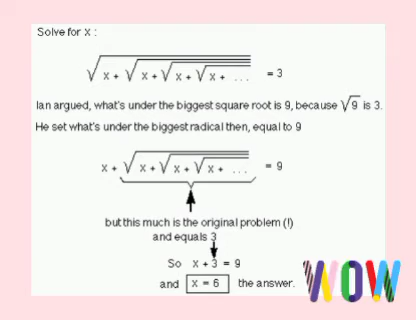 Solve for x :
√x + √x + √x + √x + ... = 3
Ian argued, what's under the biggest square root is 9, because √9 is 3.
He set what's under the biggest radical then, equal to 9
x + √x + √x + √x + ... = 9
but this much is the original problem (!)
and equals 3
So x + 3 = 9
and x = 6 the answer.
WOW